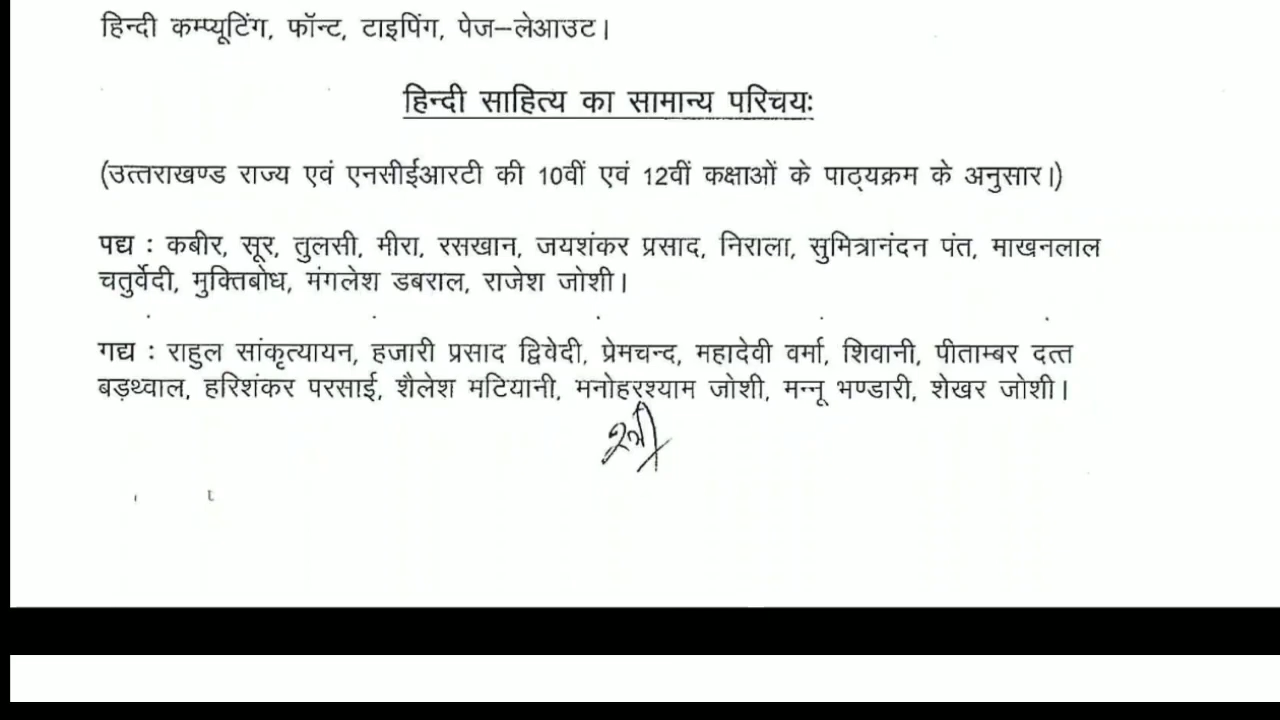 हिन्दी कम्प्यूटिंग, फॉन्ट, टाइपिंग, पेज–लेआउट।
हिन्दी साहित्य का सामान्य परिचयः
(उत्तराखण्ड राज्य एवं एनसीईआरटी की 10वीं एवं 12वीं कक्षाओं के पाठ्यक्रम के अनुसार।)
पद्य : कबीर, सूर, तुलसी, मीरा, रसखान, जयशंकर प्रसाद, निराला, सुमित्रानंदन पंत, माखनलाल
चतुर्वेदी, मुक्तिबोध, मंगलेश डबराल, राजेश जोशी।
गद्य : राहुल सांकृत्यायन, हजारी प्रसाद द्विवेदी, प्रेमचन्द, महादेवी वर्मा, शिवानी, पीताम्बर दत्त
बड़थ्वाल, हरिशंकर परसाई, शैलेश मटियानी, मनोहरश्याम जोशी, मन्नू भण्डारी, शेखर जोशी।